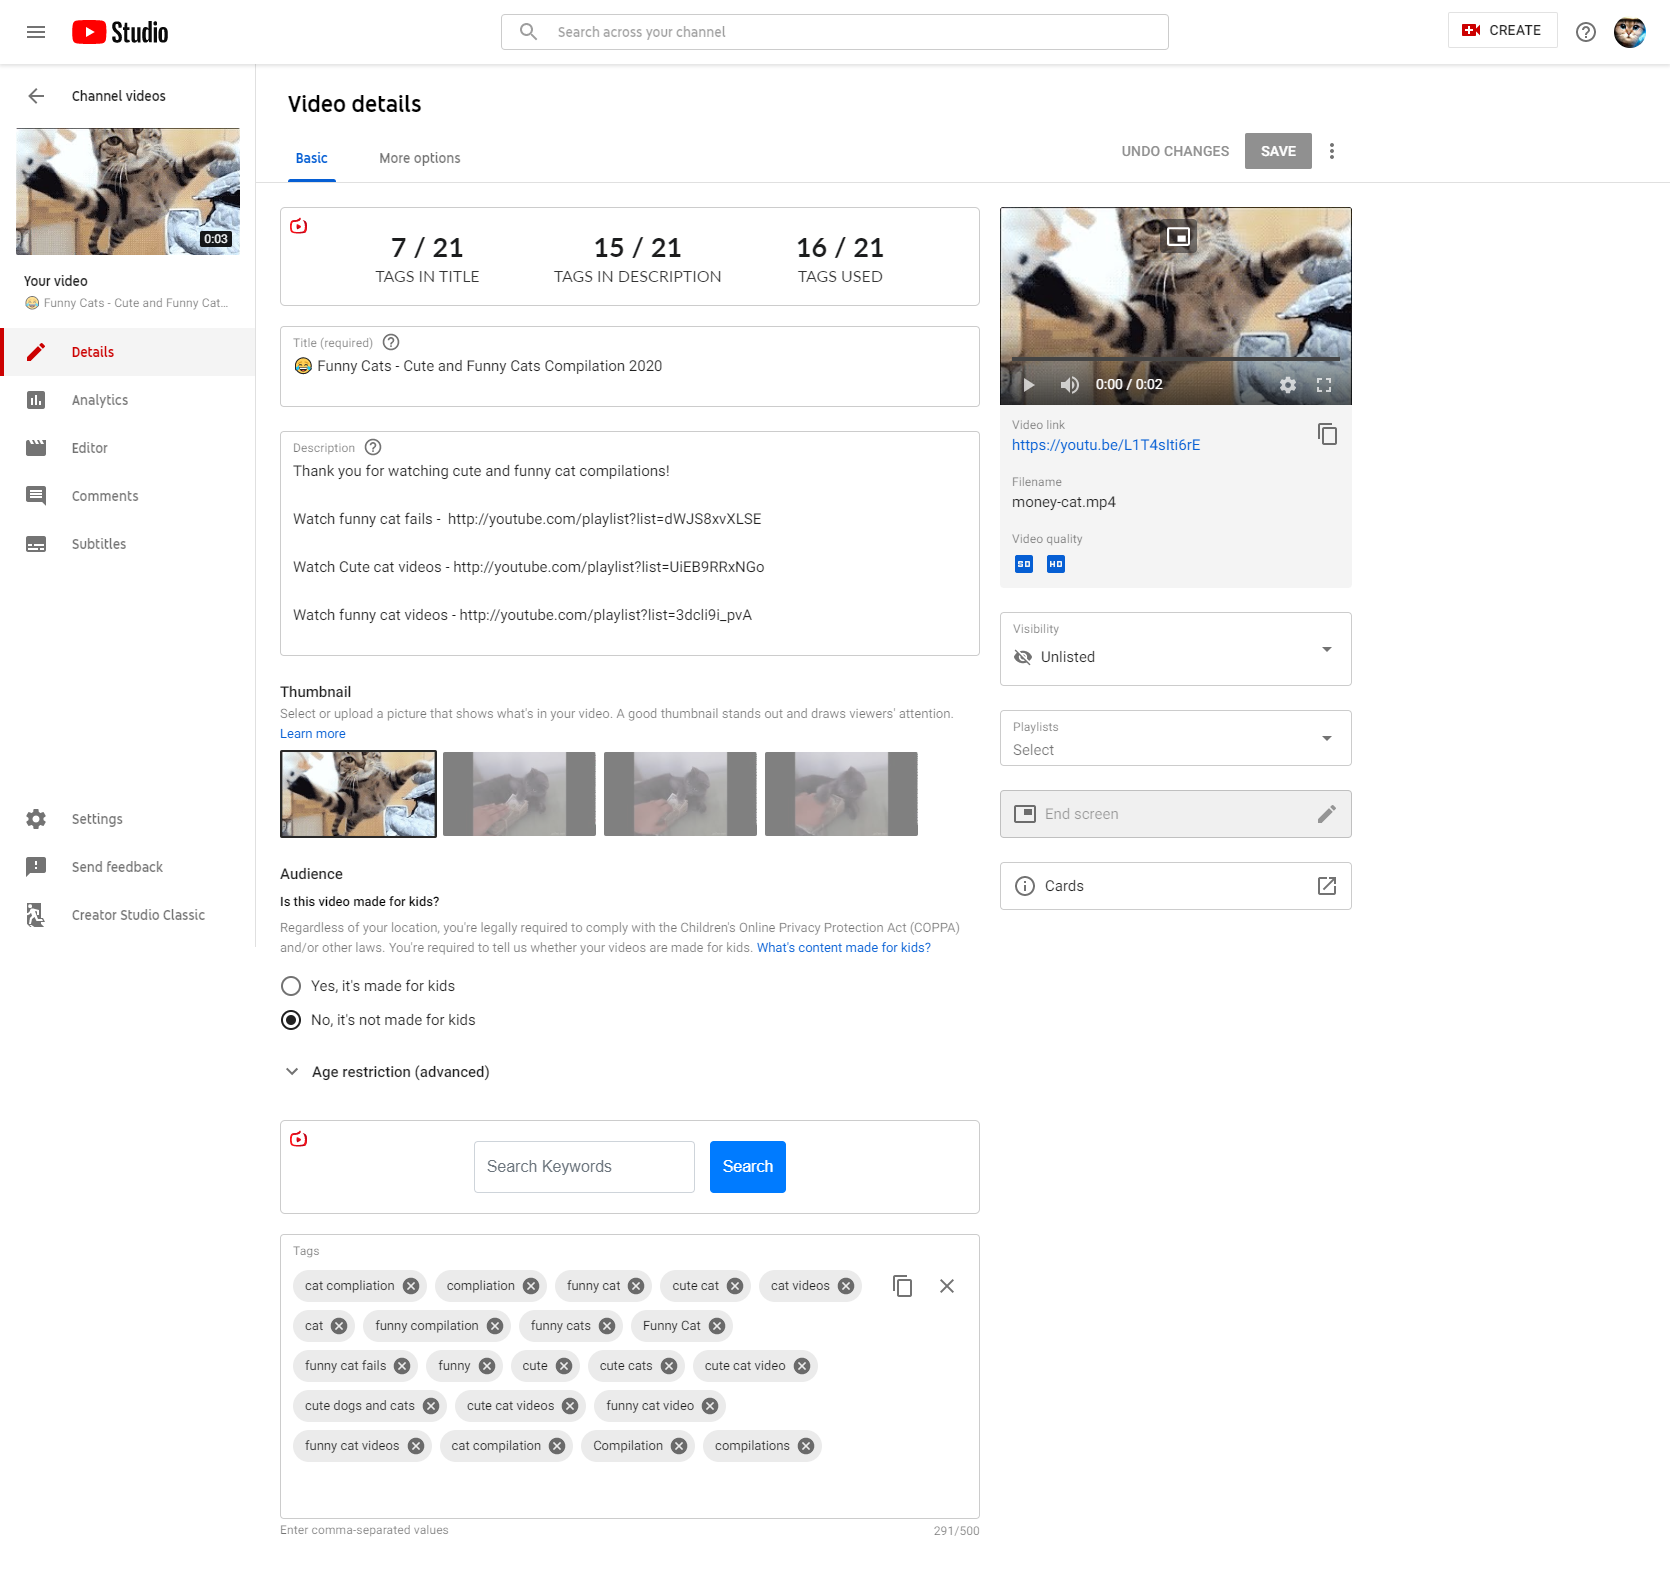 Studio
Search across your channel
CREATE
Channel videos
0:03
Your video
😂 Funny Cats - Cute and Funny Cat...
Details
Analytics
Editor
Comments
Subtitles
Settings
Send feedback
Creator Studio Classic
Video details
Basic
More options
UNDO CHANGES
SAVE
7 / 21
TAGS IN TITLE
15 / 21
TAGS IN DESCRIPTION
16 / 21
TAGS USED
Title (required)
😂 Funny Cats - Cute and Funny Cats Compilation 2020
Description
Thank you for watching cute and funny cat compilations!
Watch funny cat fails - http://youtube.com/playlist?list=dWJS8xvXLSE
Watch Cute cat videos - http://youtube.com/playlist?list=UiEB9RRxNGo
Watch funny cat videos - http://youtube.com/playlist?list=3dcli9i_pvA
Thumbnail
Select or upload a picture that shows what's in your video. A good thumbnail stands out and draws viewers' attention.
Learn more
Audience
Is this video made for kids?
Regardless of your location, you're legally required to comply with the Children's Online Privacy Protection Act (COPPA)
and/or other laws. You're required to tell us whether your videos are made for kids. What's content made for kids?
Yes, it's made for kids
No, it's not made for kids
Age restriction (advanced)
Search Keywords
Search
Tags
cat compliation compliation funny cat cute cat cat videos
cat funny compilation funny cats Funny Cat
funny cat fails funny cute cute cats cute cat video
cute dogs and cats cute cat videos funny cat video
funny cat videos cat compilation Compilation compilations
Enter comma-separated values
291/500
0:00 / 0:02
Video link
https://youtu.be/L1T4sIti6rE
Filename
money-cat.mp4
Video quality
SD HD
Visibility
Unlisted
Playlists
Select
End screen
Cards